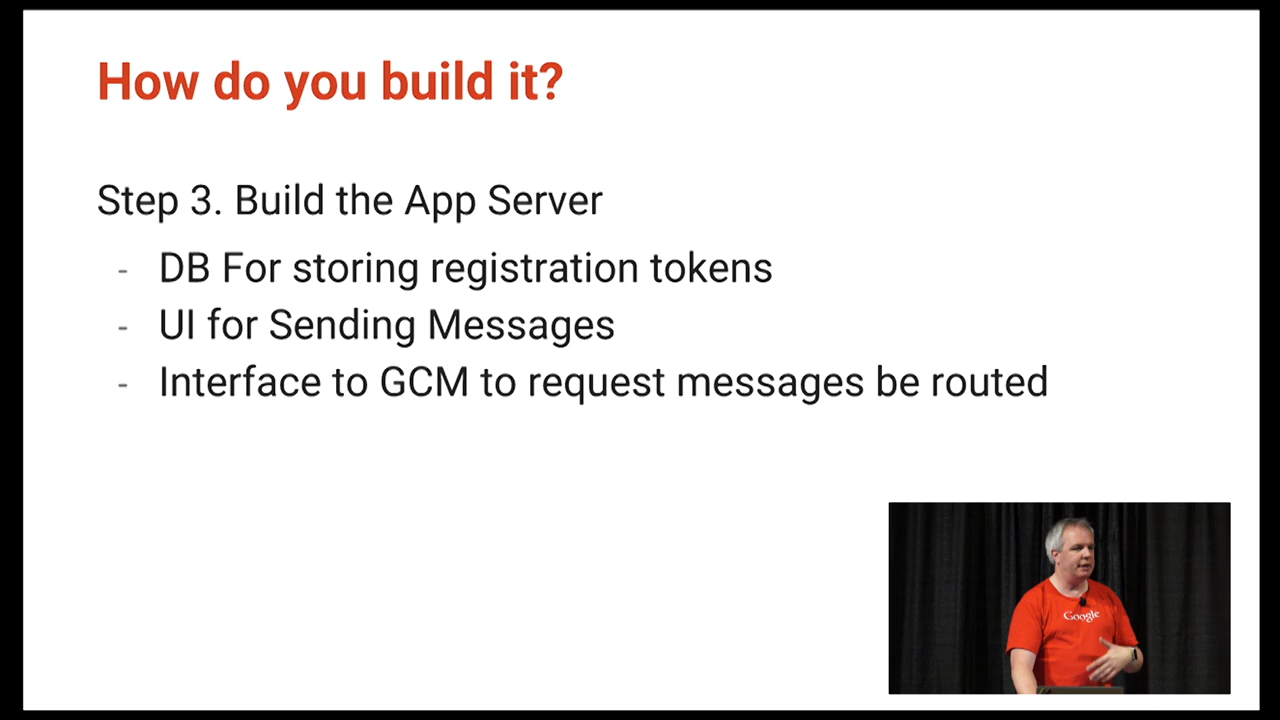 How do you build it?
Step 3. Build the App Server
- DB For storing registration tokens
- UI for Sending Messages
- Interface to GCM to request messages be routed
Google